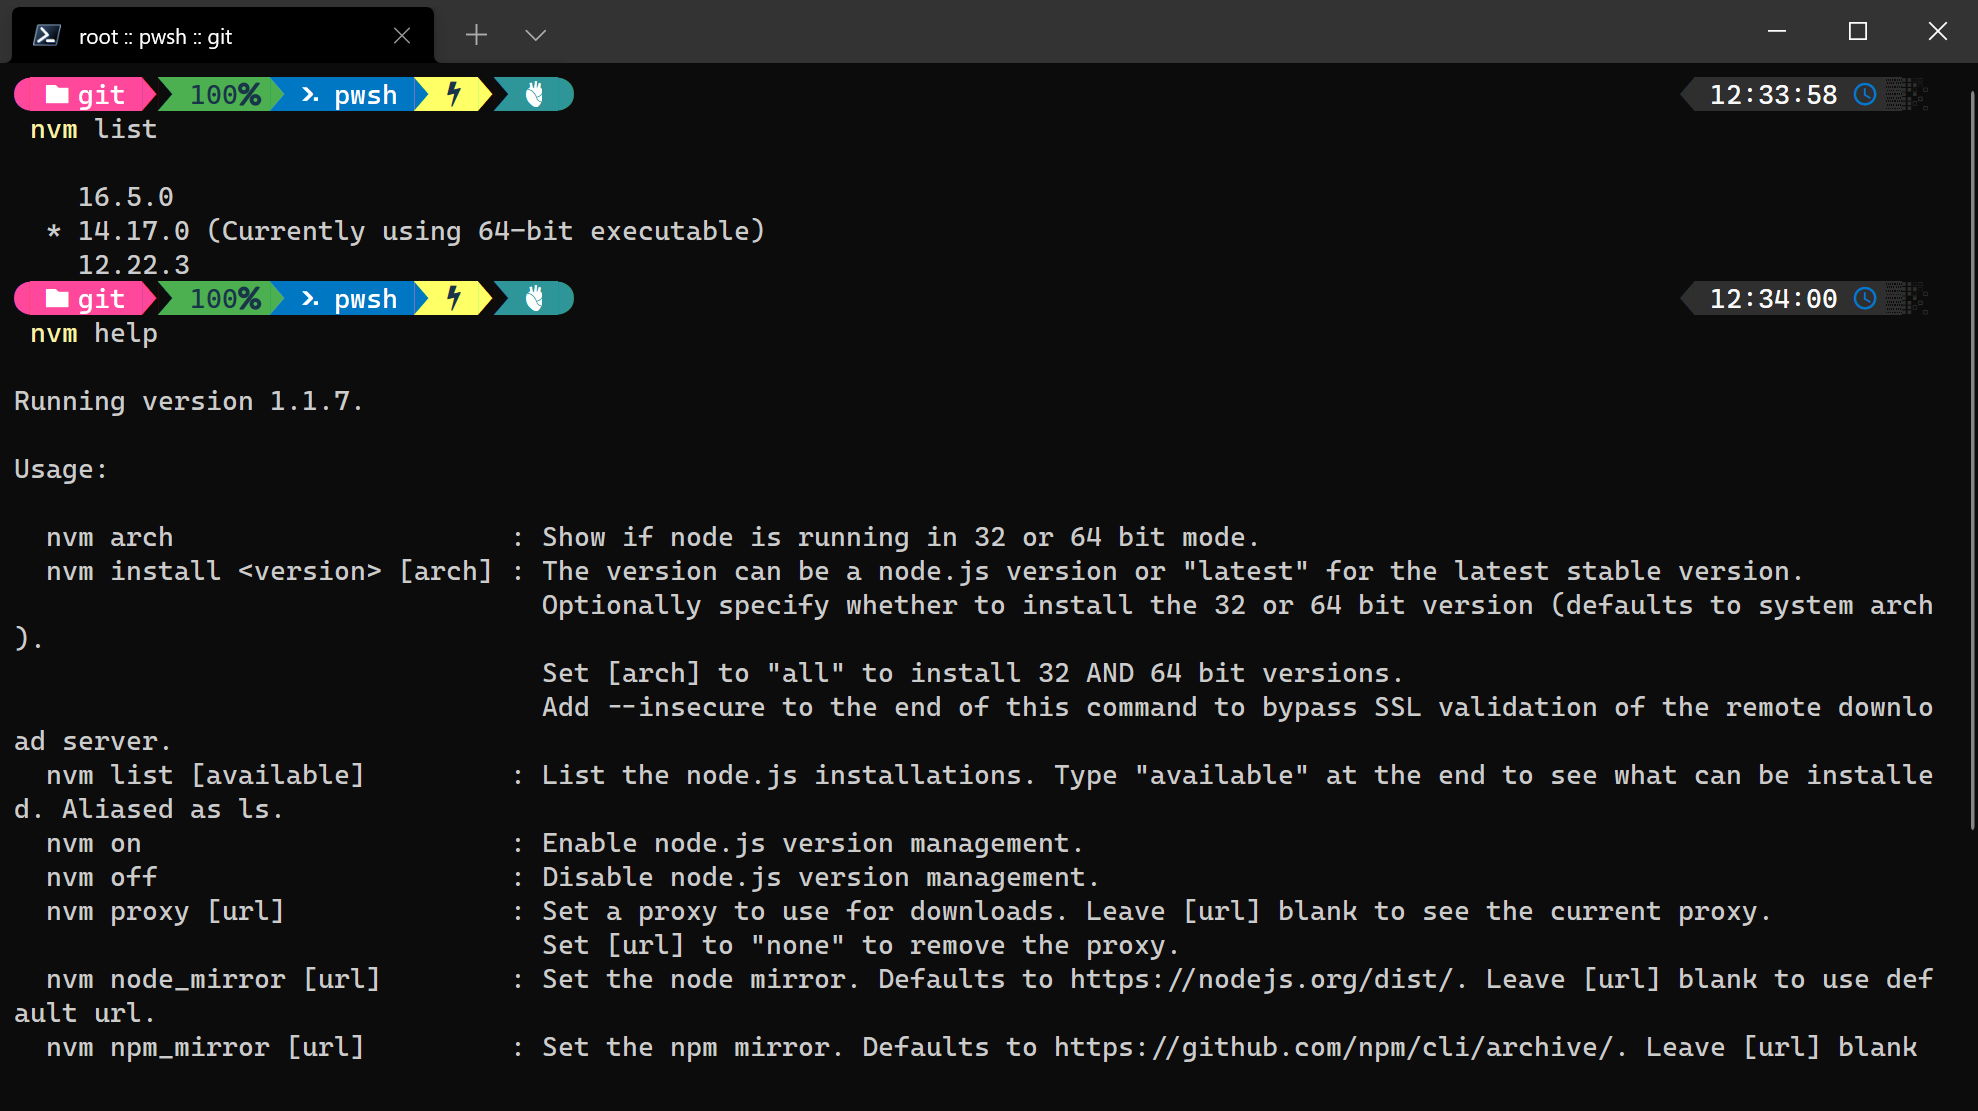 root :: pwsh :: git
git 100% pwsh 12:33:58
nvm list
16.5.0
* 14.17.0 (Currently using 64-bit executable)
12.22.3
git 100% pwsh 12:34:00
nvm help
Running version 1.1.7.
Usage:
nvm arch : Show if node is running in 32 or 64 bit mode.
nvm install <version> [arch] : The version can be a node.js version or "latest" for the latest stable version.
Optionally specify whether to install the 32 or 64 bit version (defaults to system arch
).
Set [arch] to "all" to install 32 AND 64 bit versions.
Add --insecure to the end of this command to bypass SSL validation of the remote downlo
ad server.
nvm list [available] : List the node.js installations. Type "available" at the end to see what can be installe
d. Aliased as ls.
nvm on : Enable node.js version management.
nvm off : Disable node.js version management.
nvm proxy [url] : Set a proxy to use for downloads. Leave [url] blank to see the current proxy.
Set [url] to "none" to remove the proxy.
nvm node_mirror [url] : Set the node mirror. Defaults to https://nodejs.org/dist/. Leave [url] blank to use def
ault url.
nvm npm_mirror [url] : Set the npm mirror. Defaults to https://github.com/npm/cli/archive/. Leave [url] blank